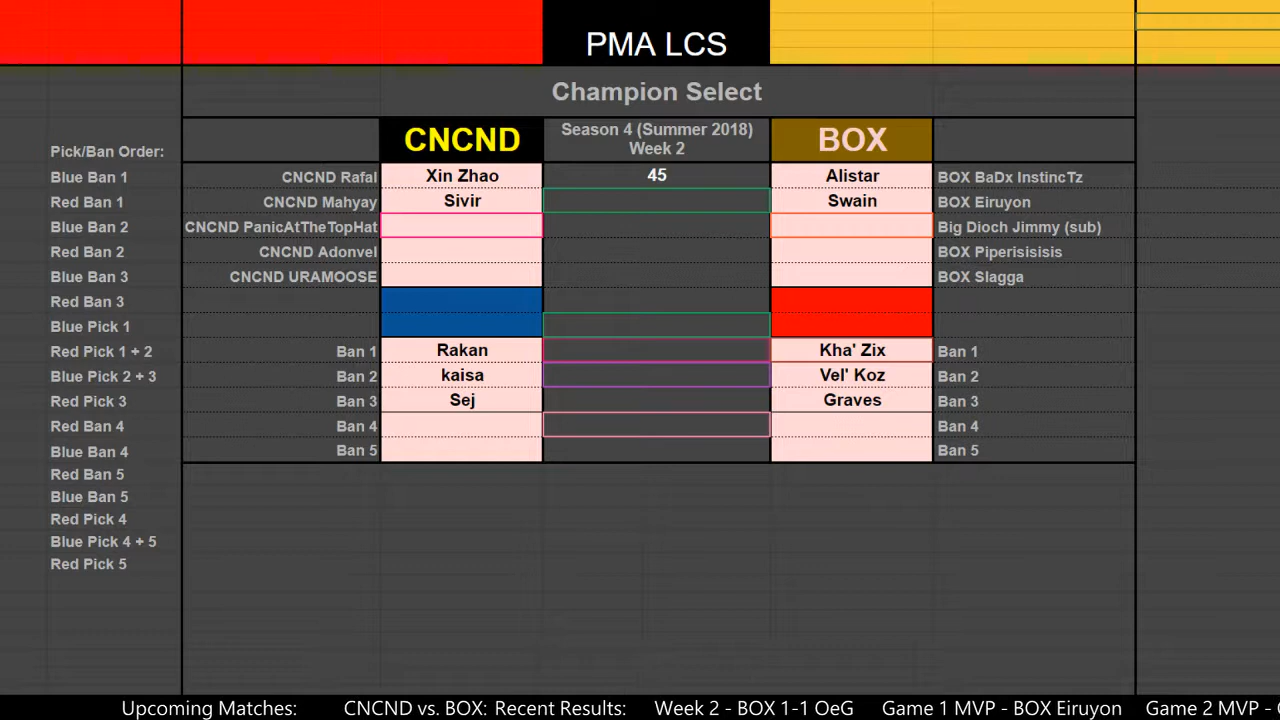 PMA LCS
Champion Select
CNCND
Season 4 (Summer 2018)
Week 2
BOX
Pick/Ban Order:
Blue Ban 1
CNCND Rafal
Xin Zhao
45
Alistar
BOX BaDx InstincTz
Red Ban 1
CNCND Mahyay
Sivir
Swain
BOX Eiruyon
Blue Ban 2
CNCND PanicAtTheTopHat
Big Dioch Jimmy (sub)
Red Ban 2
CNCND Adonvel
BOX Piperisisisis
Blue Ban 3
CNCND URAMOOSE
BOX Slagga
Red Ban 3
Blue Pick 1
Red Pick 1 + 2
Ban 1
Rakan
Kha' Zix
Ban 1
Blue Pick 2 + 3
Ban 2
kaisa
Vel' Koz
Ban 2
Red Pick 3
Ban 3
Sej
Graves
Ban 3
Red Ban 4
Ban 4
Ban 4
Blue Ban 4
Ban 5
Ban 5
Red Ban 5
Blue Ban 5
Red Pick 4
Blue Pick 4 + 5
Red Pick 5
Upcoming Matches: CNCND vs. BOX: Recent Results: Week 2 - BOX 1-1 OeG Game 1 MVP - BOX Eiruyon Game 2 MVP -